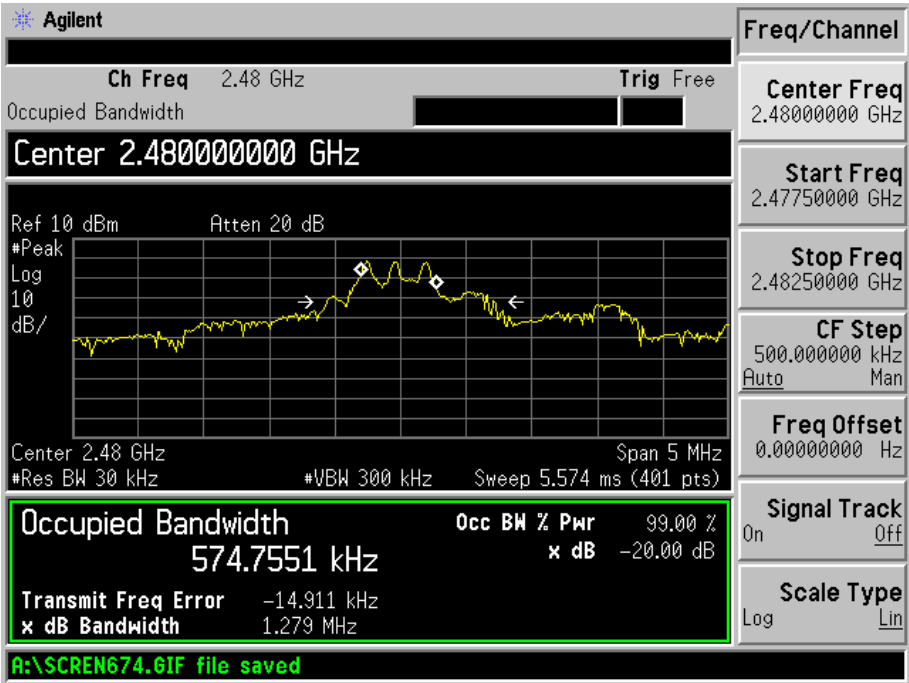 Agilent
Freq/Channel
Ch Freq 2.48 GHz Trig Free
Occupied Bandwidth
Center Freq
2.48000000 GHz
Center 2.480000000 GHz
Start Freq
2.47750000 GHz
Ref 10 dBm Atten 20 dB
#Peak
Log
10
dB/
Stop Freq
2.48250000 GHz
CF Step
500.000000 kHz
Auto Man
Center 2.48 GHz Span 5 MHz
#Res BW 30 kHz #VBW 300 kHz Sweep 5.574 ms (401 pts)
Freq Offset
0.00000000 Hz
Occupied Bandwidth
574.7551 kHz
Occ BW % Pwr 99.00 %
x dB -20.00 dB
Transmit Freq Error -14.911 kHz
x dB Bandwidth 1.279 MHz
Signal Track
On Off
Scale Type
Log Lin
A:\SCREN674.GIF file saved